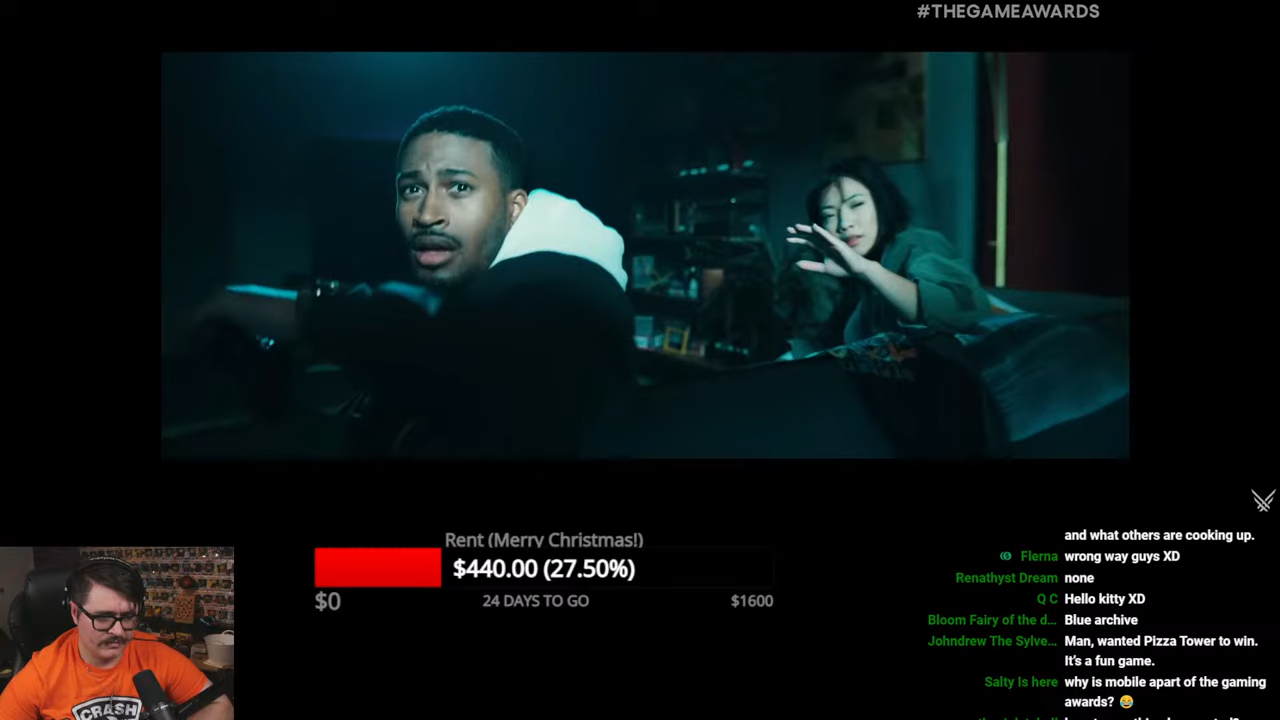 #THEGAMEAWARDS
Rent (Merry Christmas!)
$440.00 (27.50%)
$0
24 DAYS TO GO
$1600
CRASH
and what others are cooking up.
Flerna wrong way guys XD
Renathyst Dream none
Q C Hello kitty XD
Bloom Fairy of the d... Blue archive
Johndrew The Sylve... Man, wanted Pizza Tower to win.
It's a fun game.
Salty Is here why is mobile apart of the gaming
awards? 😂